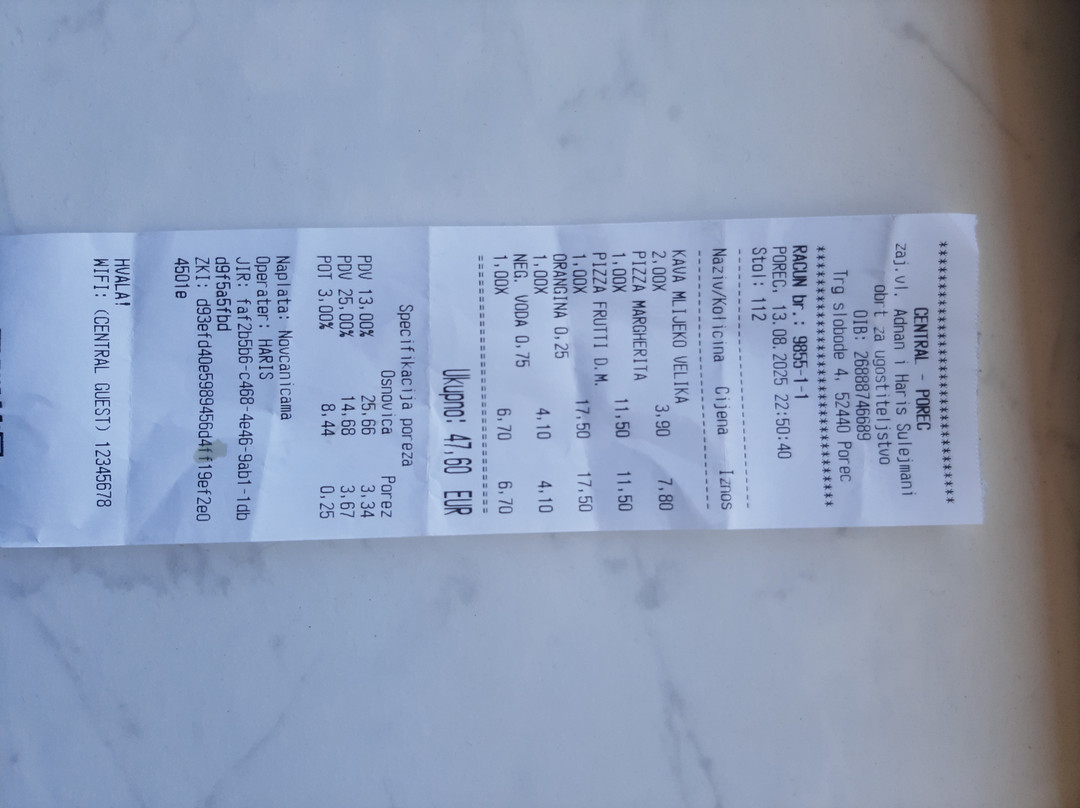 **********************************
CENTRAL - POREC
zaj.vl. Adnan i Haris Sulejmani
obrt za ugostiteljstvo
OIB: 26888746689
Trg slobode 4, 52440 Porec
**********************************
RACUN br.: 9855-1-1
POREC, 13.08.2025 22:50:40
Stol: 112
----------------------------------
Naziv/Kolicina Cijena Iznos
----------------------------------
KAVA MLIJEKO VELIKA
2.00X 3.90 7,80
PIZZA MARGHERITA
1.00X 11,50 11,50
PIZZA FRUTTI D.M.
1.00X 17,50 17,50
ORANGINA 0,25
1.00X 4,10 4,10
NEG. VODA 0,75
1.00X 6,70 6,70
==================================
Ukupno: 47,60 EUR
Specifikacija poreza
Osnovica Porez
PDV 13,00% 25,66 3,34
PDV 25,00% 14,68 3,67
POT 3,00% 8,44 0,25
Naplata: Novcanicama
Operater: HARIS
JIR: faf2b5b6-c468-4e46-9ab1-1db
d9f5a5fbd
ZKI: d93efd40e5989456d4ff19ef2e0
4501e
HVALA!
WIFI: (CENTRAL GUEST) 12345678